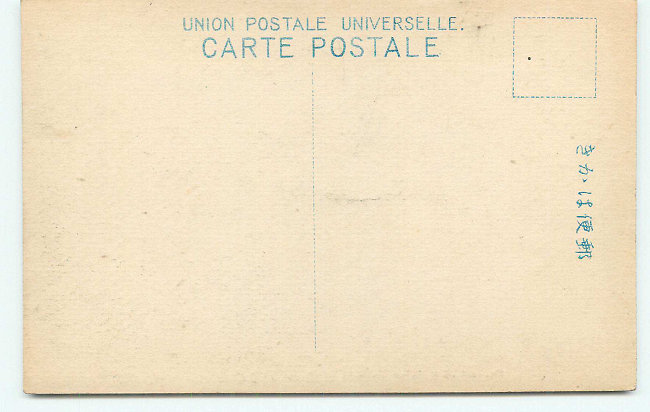 UNION POSTALE UNIVERSELLE.
CARTE POSTALE
きかは便郵